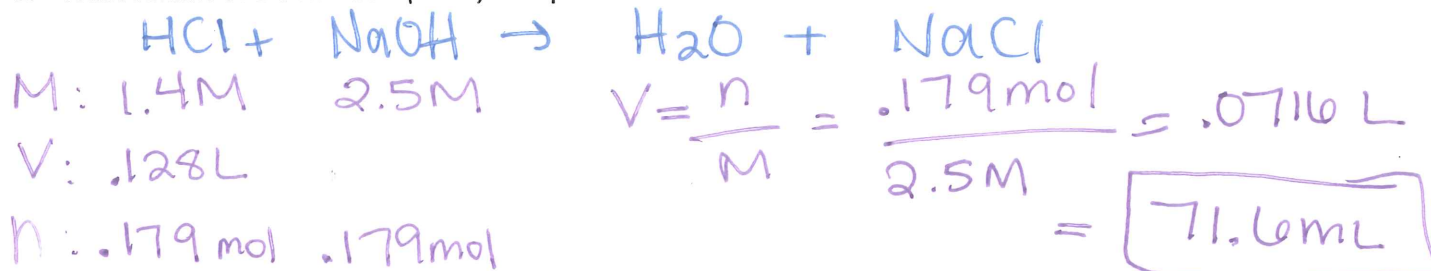 HCl + NaOH → H2O + NaCl
M: 1.4M 2.5M
V: .128L
n: .179 mol .179mol
V = n/M = .179mol/2.5M = .0716 L
= 71.6mL